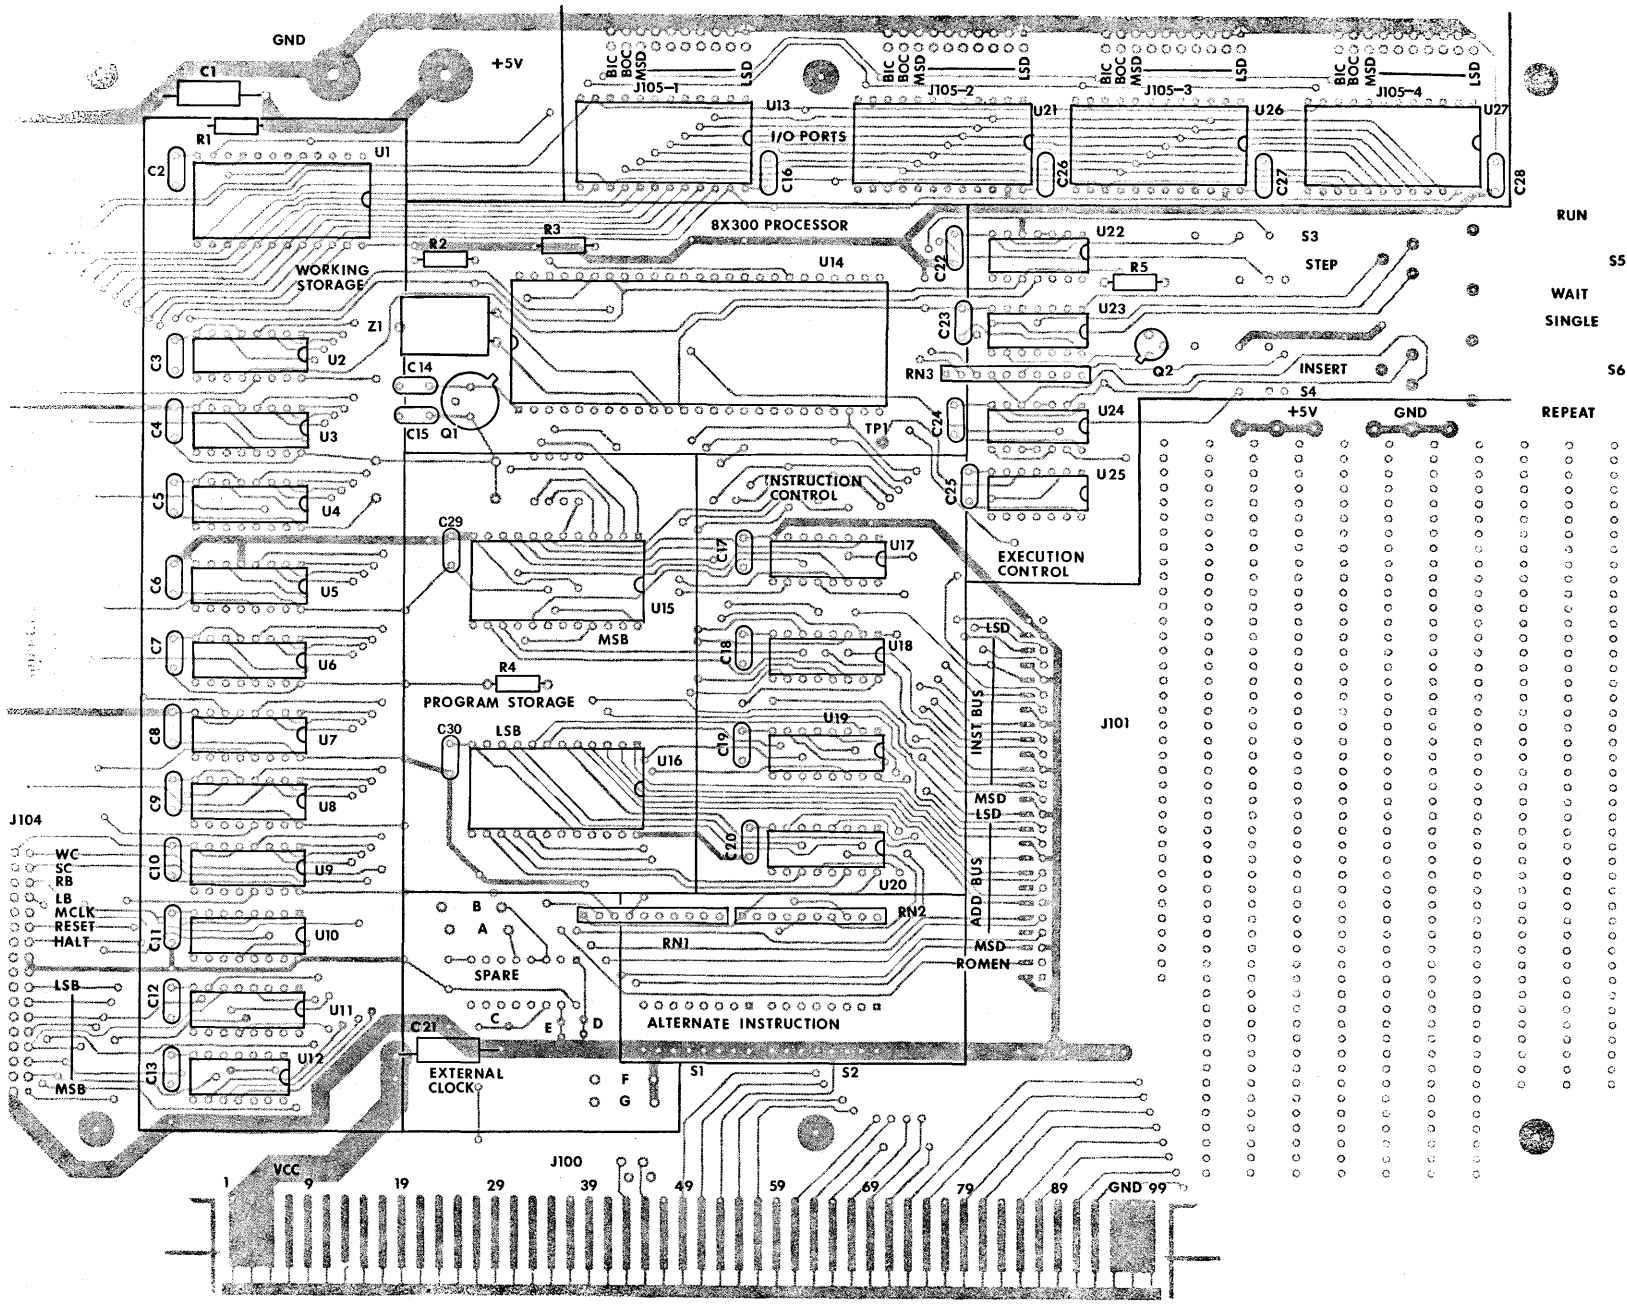 GND
+5V
C1
R1
U1
C2
BIC
BOC
MSD
LSD
J105-1
U13
BIC
BOC
MSD
LSD
J105-2
U21
BIC
BOC
MSD
LSD
J105-3
U26
BIC
BOC
MSD
LSD
J105-4
U27
I/O PORTS
C16
C26
C27
C28
8X300 PROCESSOR
R3
R2
U14
WORKING
STORAGE
Z1
C14
C15
Q1
TP1
C22
U22
S3
STEP
R5
RUN
S5
WAIT
SINGLE
C23
U23
Q2
RN3
INSERT
S6
S4
C24
U24
+5V
GND
REPEAT
C25
U25
EXECUTION
CONTROL
C3
U2
C4
U3
C5
U4
C6
U5
C7
U6
C8
U7
C9
U8
C10
U9
C11
U10
C12
U11
C13
U12
C29
U15
MSB
R4
PROGRAM STORAGE
C30
LSB
U16
INSTRUCTION
CONTROL
C17
U17
C18
U18
C19
U19
C20
U20
LSD
INST BUS
MSD
LSD
ADD BUS
MSD
ROMEN
J101
J104
WC
SC
RB
LB
MCLK
RESET
HALT
LSB
MSB
B
A
SPARE
C
E
D
RN1
RN2
ALTERNATE INSTRUCTION
C21
EXTERNAL
CLOCK
F
G
S1
S2
VCC
J100
1
9
19
29
39
49
59
69
79
89
GND 99